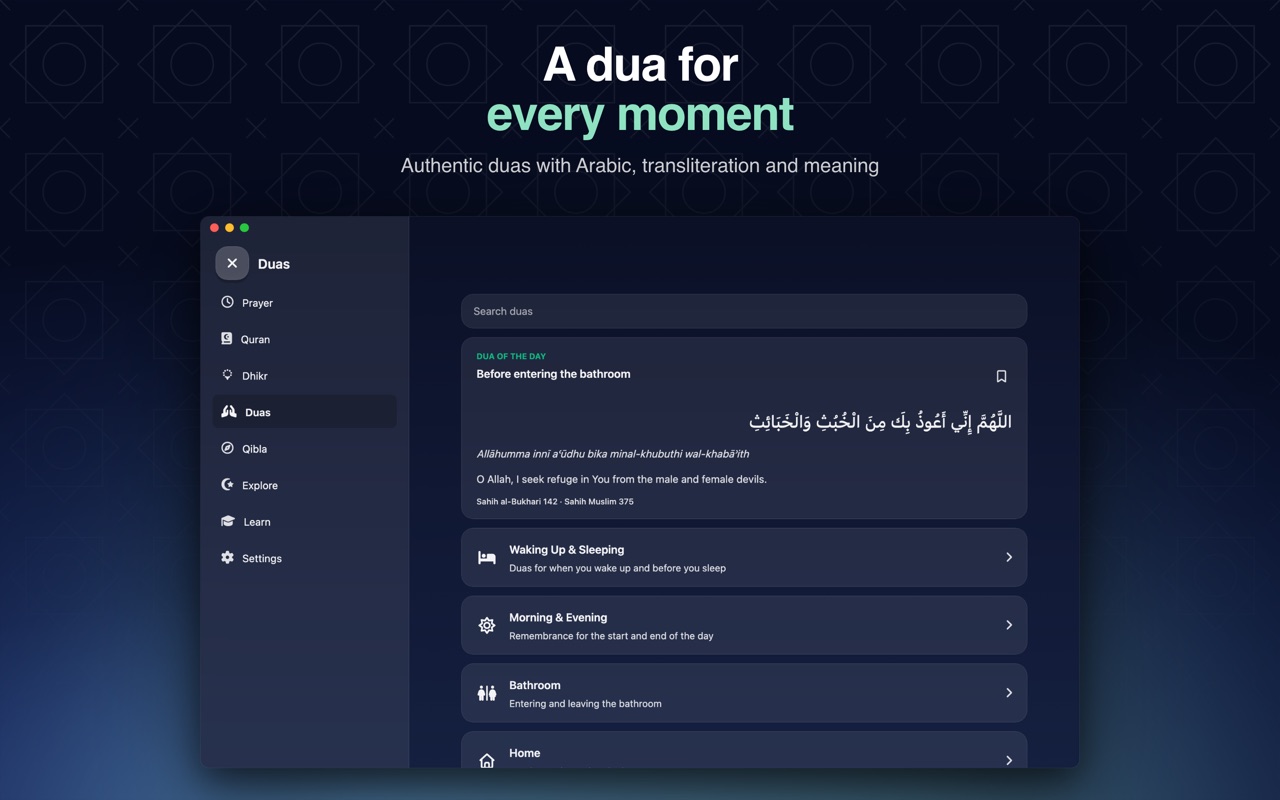 A dua for
every moment
Authentic duas with Arabic, transliteration and meaning
Duas
Prayer
Quran
Dhikr
Duas
Qibla
Explore
Learn
Settings
Search duas
DUA OF THE DAY
Before entering the bathroom
اللَّهُمَّ إِنِّي أَعُوذُ بِكَ مِنَ الْخُبُثِ وَالْخَبَائِثِ
Allāhumma innī aʿūdhu bika minal-khubuthi wal-khabāʾith
O Allah, I seek refuge in You from the male and female devils.
Sahih al-Bukhari 142 · Sahih Muslim 375
Waking Up & Sleeping
Duas for when you wake up and before you sleep
Morning & Evening
Remembrance for the start and end of the day
Bathroom
Entering and leaving the bathroom
Home